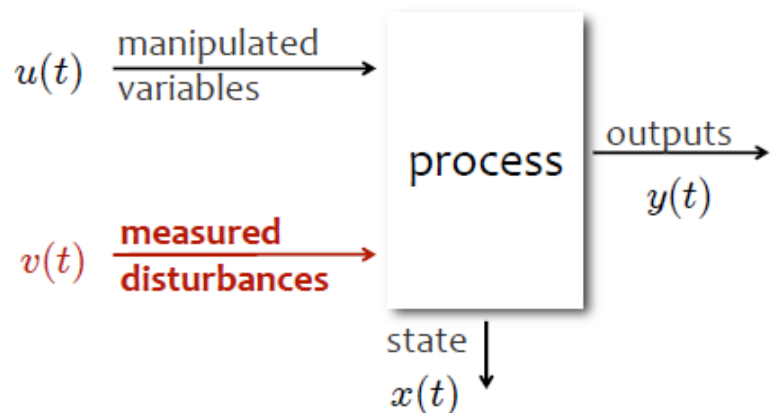 manipulated
u(t)
variables
process
outputs
y(t)
measured
v(t)
disturbances
state
x(t)